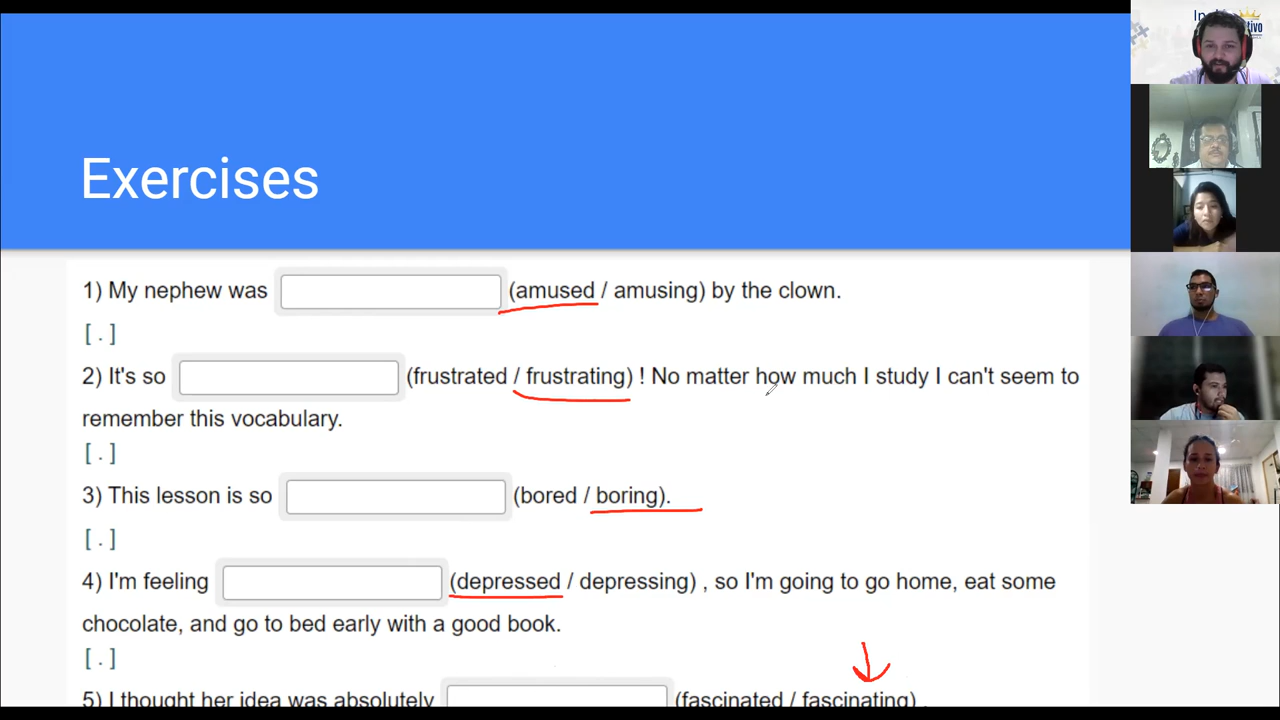 Exercises
1) My nephew was (amused / amusing) by the clown.
[ . ]
2) It's so (frustrated / frustrating) ! No matter how much I study I can't seem to
remember this vocabulary.
[ . ]
3) This lesson is so (bored / boring).
[ . ]
4) I'm feeling (depressed / depressing) , so I'm going to go home, eat some
chocolate, and go to bed early with a good book.
[ . ]
5) I thought her idea was absolutely (fascinated / fascinating) .